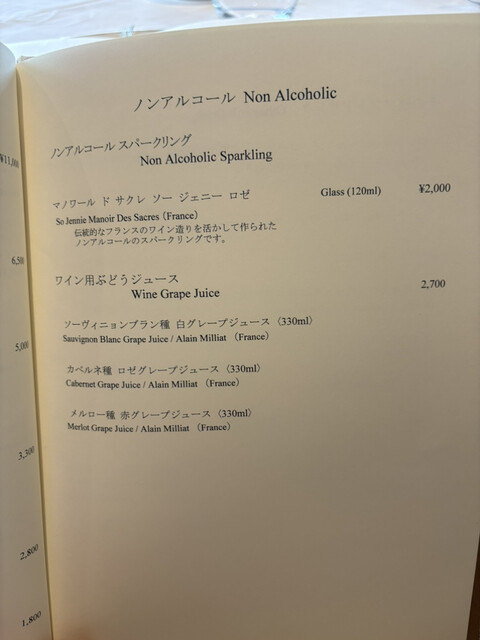 ノンアルコール Non Alcoholic
ノンアルコール スパークリング
Non Alcoholic Sparkling
マノワール ド サクレ ソー ジェニー ロゼ Glass (120ml) ¥2,000
So Jennie Manoir Des Sacres (France)
伝統的なフランスのワイン造りを活かして作られた
ノンアルコールのスパークリングです。
ワイン用ぶどうジュース
Wine Grape Juice 2,700
ソーヴィニョンブラン種 白グレープジュース (330ml)
Sauvignon Blanc Grape Juice / Alain Milliat (France)
カベルネ種 ロゼグレープジュース (330ml)
Cabernet Grape Juice / Alain Milliat (France)
メルロー種 赤グレープジュース (330ml)
Merlot Grape Juice / Alain Milliat (France)
¥11,000
6,500
5,000
3,300
2,800
1,800